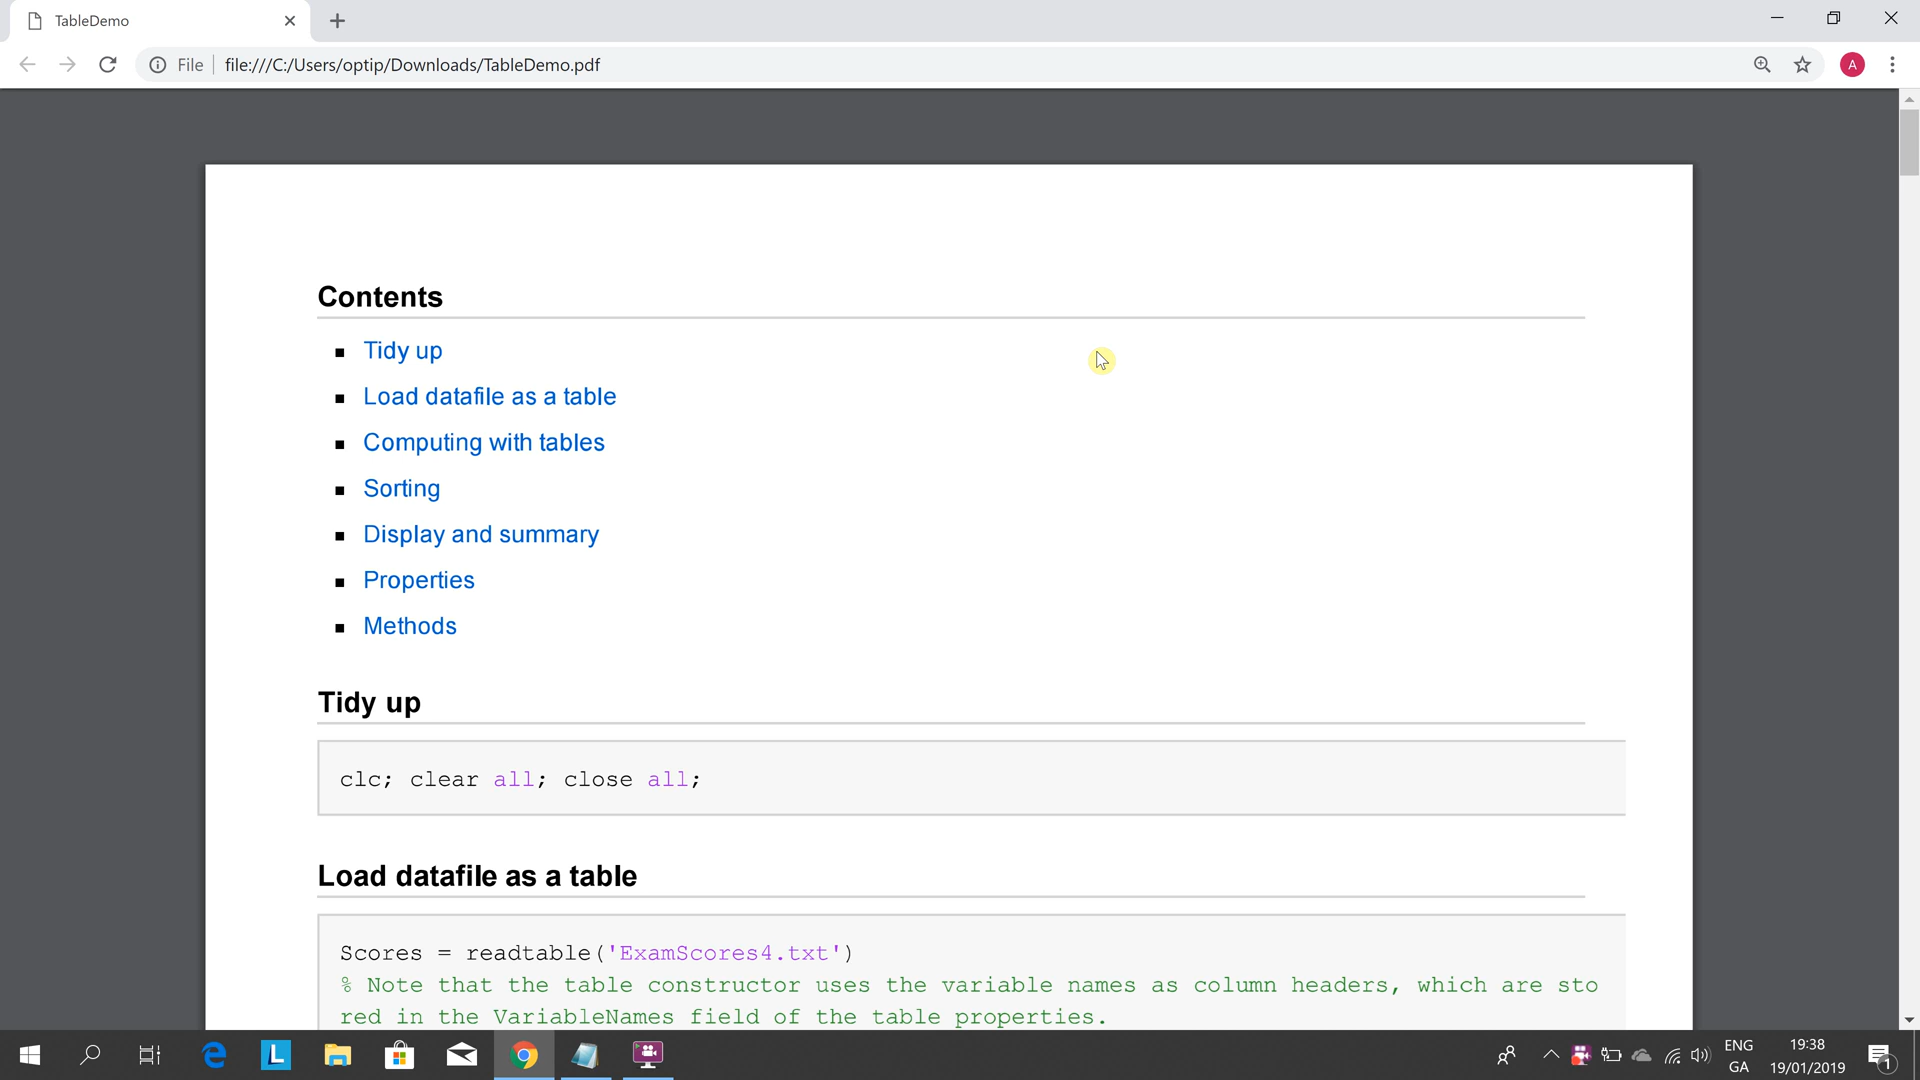 TableDemo
File
file:///C:/Users/optip/Downloads/TableDemo.pdf
A
Contents
Tidy up
Load datafile as a table
Computing with tables
Sorting
Display and summary
Properties
Methods
Tidy up
clc; clear all; close all;
Load datafile as a table
Scores = readtable('ExamScores4.txt')
% Note that the table constructor uses the variable names as column headers, which are sto
red in the VariableNames field of the table properties.
L
ENG
GA
19:38
19/01/2019
1